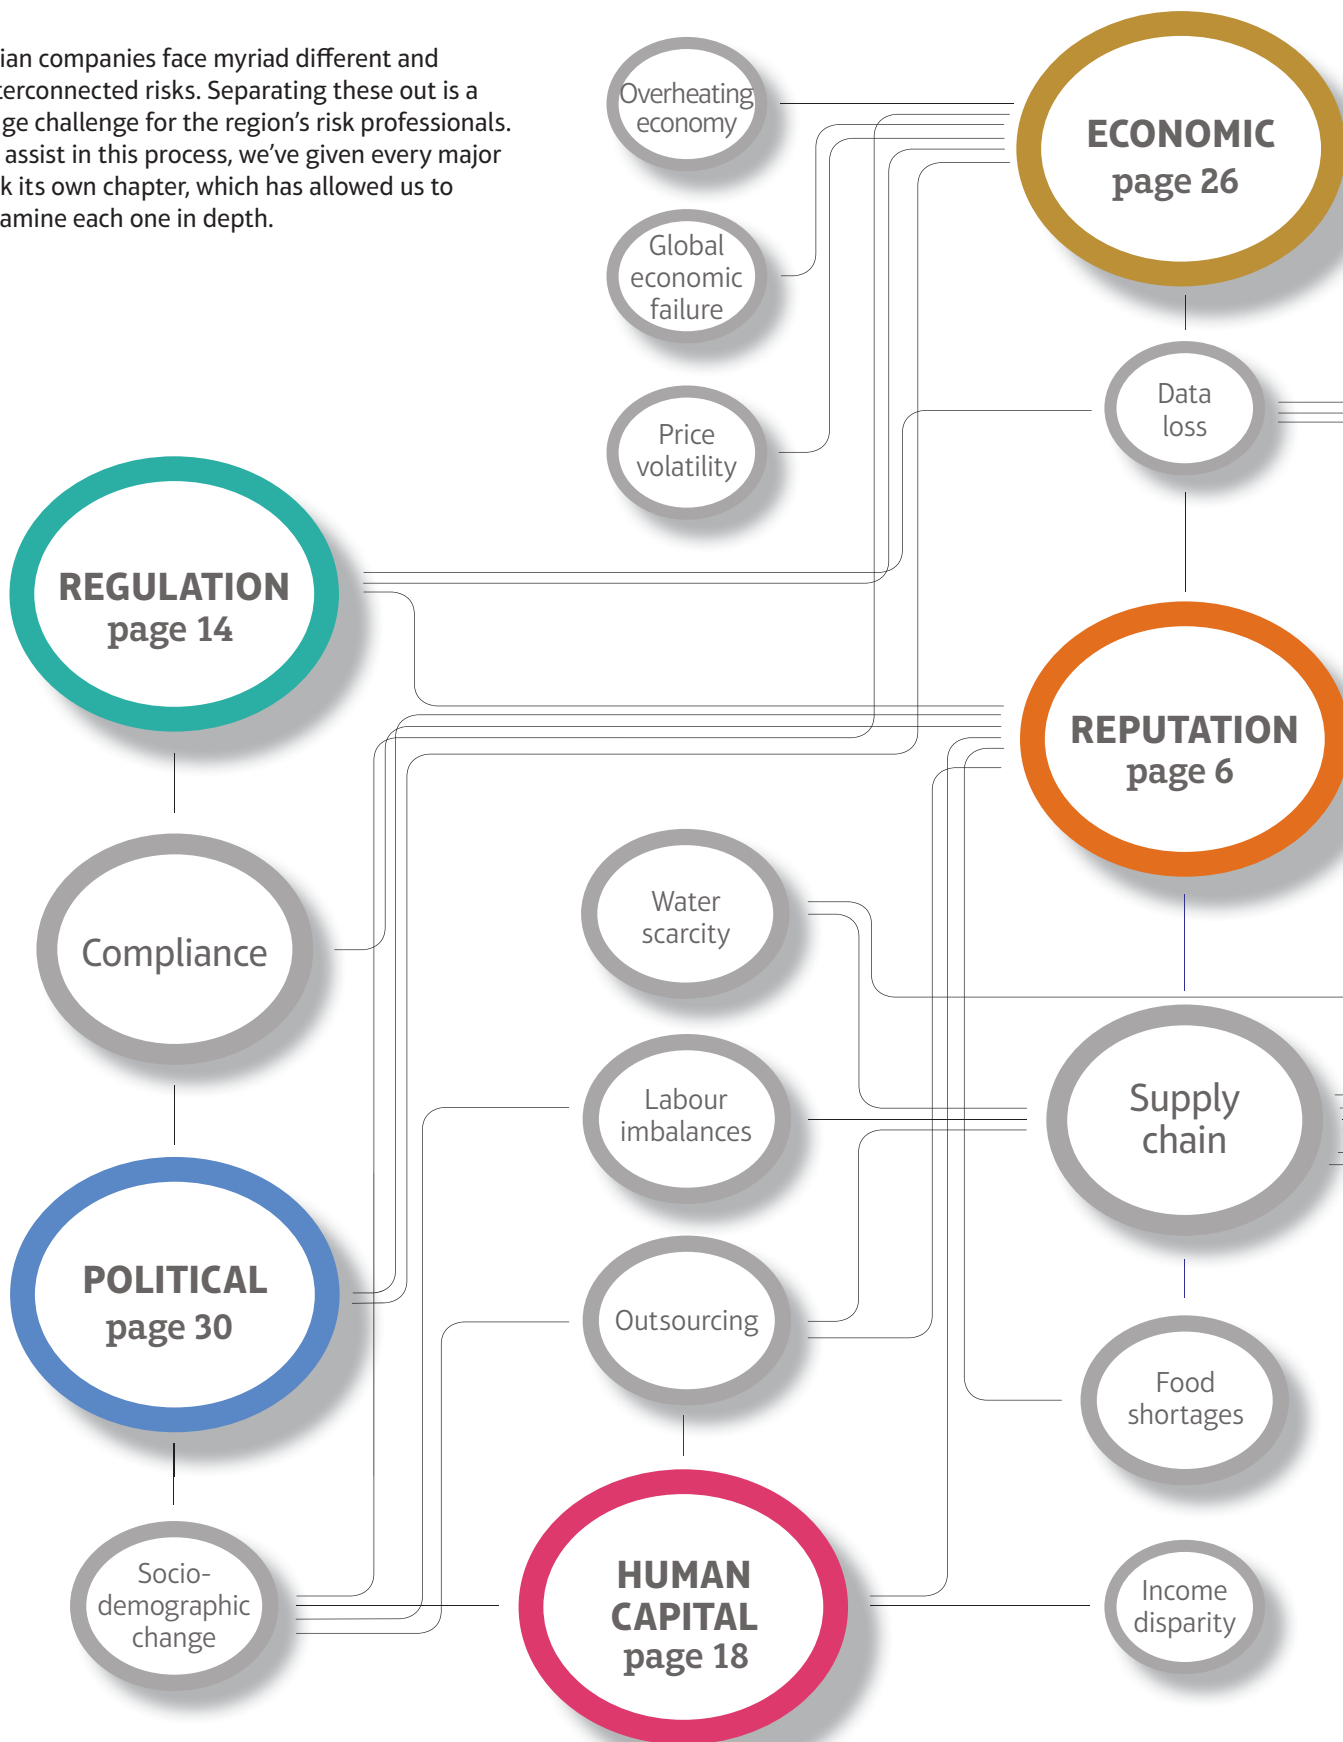 ian companies face myriad different and
terconnected risks. Separating these out is a
ge challenge for the region's risk professionals.
assist in this process, we've given every major
k its own chapter, which has allowed us to
amine each one in depth.
Overheating
economy
ECONOMIC
page 26
Global
economic
failure
Data
loss
Price
volatility
REGULATION
page 14
REPUTATION
page 6
Compliance
Water
scarcity
Labour
imbalances
Supply
chain
POLITICAL
page 30
Outsourcing
Food
shortages
Socio-
demographic
change
HUMAN
CAPITAL
page 18
Income
disparity